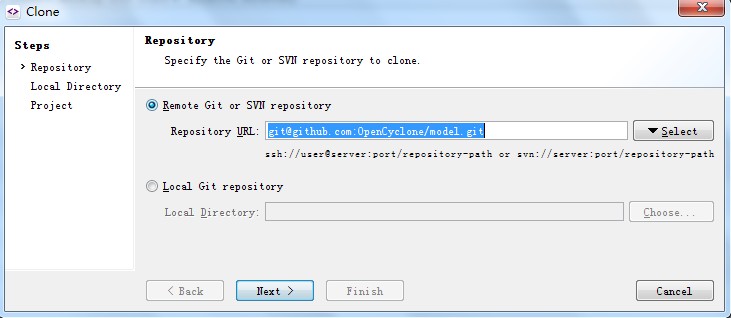 Clone
Steps
Repository
Local Directory
Project
Repository
Specify the Git or SVN repository to clone.
Remote Git or SVN repository
Repository URL: git@github.com:OpenCyclone/model.git Select
ssh://user@server:port/repository-path or svn://server:port/repository-path
Local Git repository
Local Directory: Choose...
< Back Next > Finish Cancel